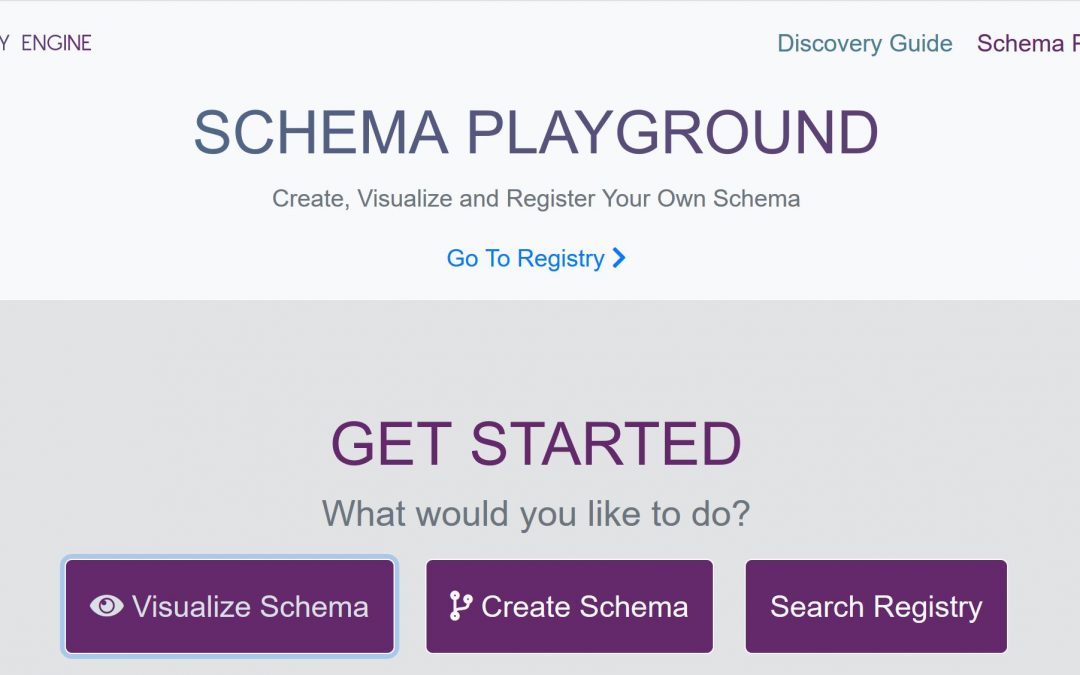 Y ENGINE
Discovery Guide
Schema P
SCHEMA PLAYGROUND
Create, Visualize and Register Your Own Schema
Go To Registry
GET STARTED
What would you like to do?
Visualize Schema
Create Schema
Search Registry